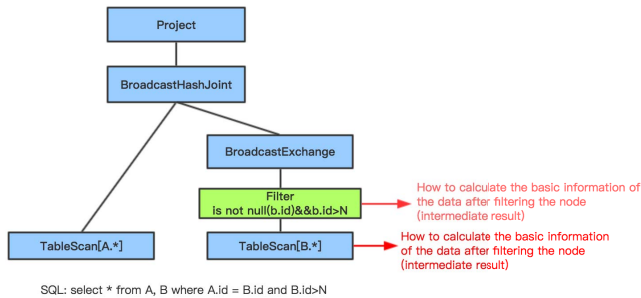 Project
BroadcastHashJoint
BroadcastExchange
Filter
is not null(b.id)&&b.id>N
How to calculate the basic information of
the data after filtering the node
(intermediate result)
TableScan[A.*]
TableScan[B.*]
How to calculate the basic information
of the data after filtering the node
(intermediate result)
SQL: select * from A, B where A.id = B.id and B.id>N